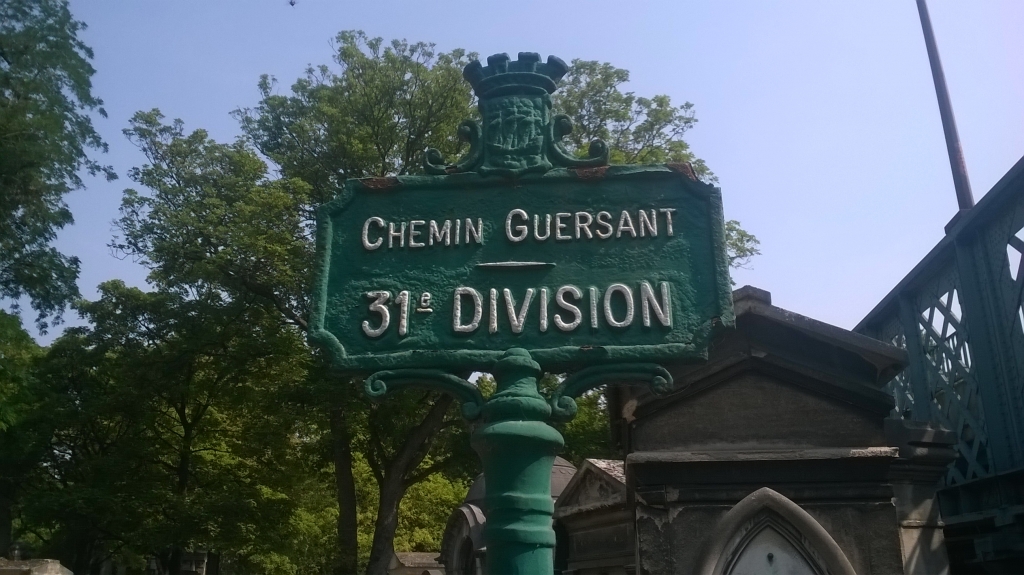 CHEMIN GUERSANT
31e DIVISION